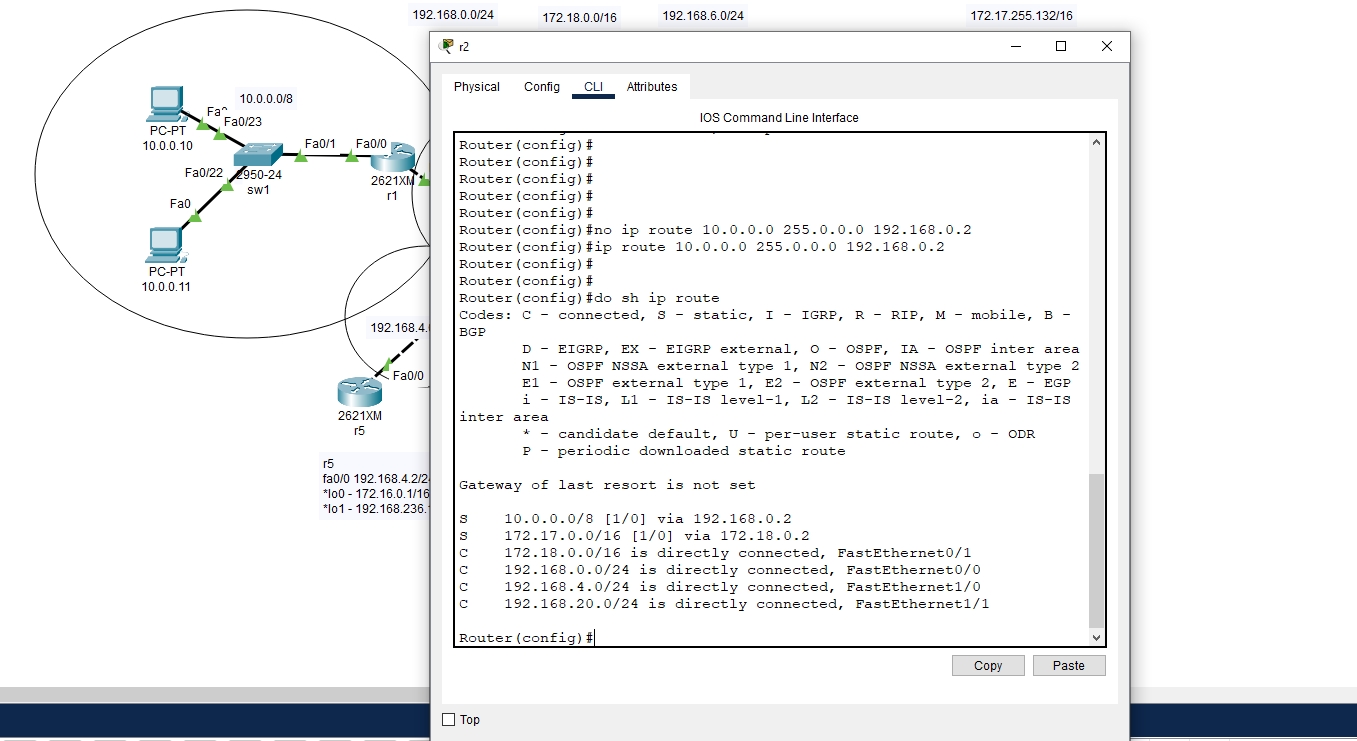 192.168.0.0/24
172.18.0.0/16
192.168.6.0/24
172.17.255.132/16
10.0.0.0/8
Fa0/23
PC-PT
10.0.0.10
Fa0/1
Fa0/0
Fa0/22
2950-24
sw1
2621XM
r1
Fa0
PC-PT
10.0.0.11
192.168.4.
Fa0/0
2621XM
r5
r5
fa0/0 192.168.4.2/2
*lo0 - 172.16.0.1/16
*lo1 - 192.168.236.
r2
Physical Config CLI Attributes
IOS Command Line Interface
Router(config)#
Router(config)#
Router(config)#
Router(config)#
Router(config)#
Router(config)#no ip route 10.0.0.0 255.0.0.0 192.168.0.2
Router(config)#ip route 10.0.0.0 255.0.0.0 192.168.0.2
Router(config)#
Router(config)#
Router(config)#do sh ip route
Codes: C - connected, S - static, I - IGRP, R - RIP, M - mobile, B -
BGP
D - EIGRP, EX - EIGRP external, O - OSPF, IA - OSPF inter area
N1 - OSPF NSSA external type 1, N2 - OSPF NSSA external type 2
E1 - OSPF external type 1, E2 - OSPF external type 2, E - EGP
i - IS-IS, L1 - IS-IS level-1, L2 - IS-IS level-2, ia - IS-IS
inter area
* - candidate default, U - per-user static route, o - ODR
P - periodic downloaded static route
Gateway of last resort is not set
S 10.0.0.0/8 [1/0] via 192.168.0.2
S 172.17.0.0/16 [1/0] via 172.18.0.2
C 172.18.0.0/16 is directly connected, FastEthernet0/1
C 192.168.0.0/24 is directly connected, FastEthernet0/0
C 192.168.4.0/24 is directly connected, FastEthernet1/0
C 192.168.20.0/24 is directly connected, FastEthernet1/1
Router(config)#
Copy
Paste
Top